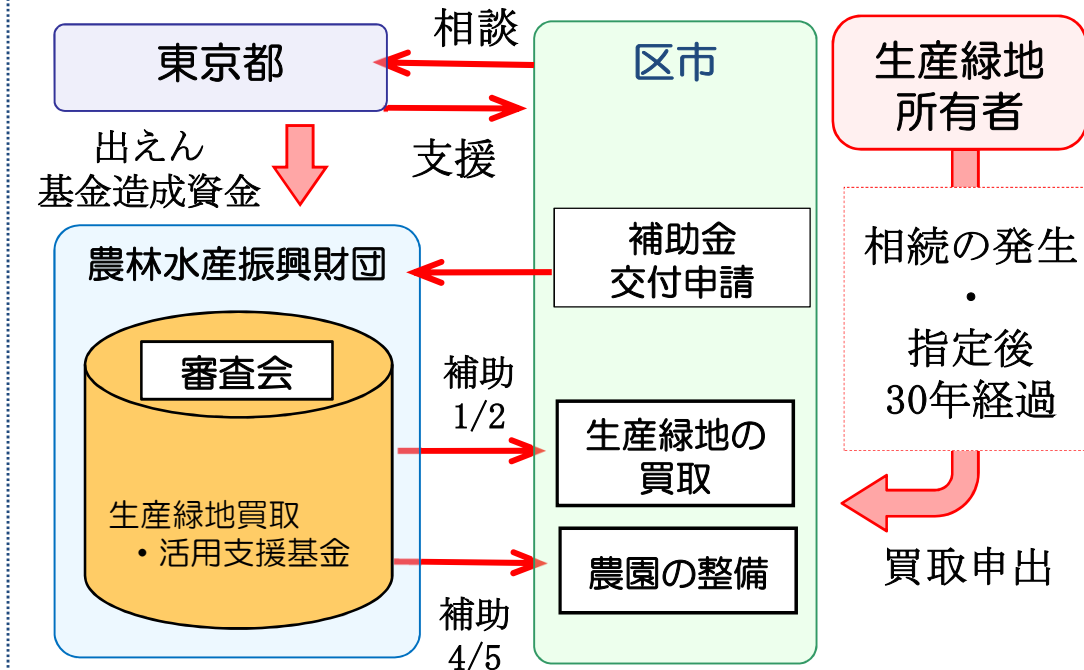 東京都
相談
支援
出えん
基金造成資金
区市
生産緑地
所有者
農林水産振興財団
審査会
生産緑地買取
・活用支援基金
補助金
交付申請
補助
1/2
生産緑地の
買取
補助
4/5
農園の整備
相続の発生
・
指定後
30年経過
買取申出